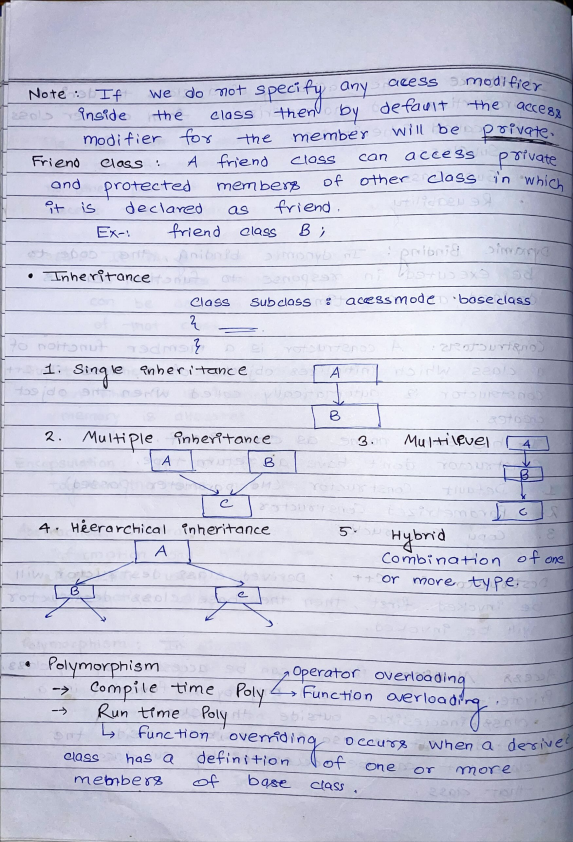 Note : If we do not specify any acess modifier
inside the class then by default the access
modifier for the member will be private.
Friend class : A friend class can access private
and protected members of other class in which
it is declared as friend.
Ex-: friend class B ;
• Inheritance
class subclass : acessmode baseclass
{ ___
}
1. Single inheritance
A
B
2. Multiple inheritance
A B
C
3. Multilevel
A
B
C
4. Hierarchical inheritance
A
B C
5. Hybrid
Combination of one
or more type.
• Polymorphism
→ Compile time Poly → Operator overloading
→ Function overloading.
→ Run time Poly
↳ Function overriding occurs when a derived
class has a definition of one or more
members of base class.